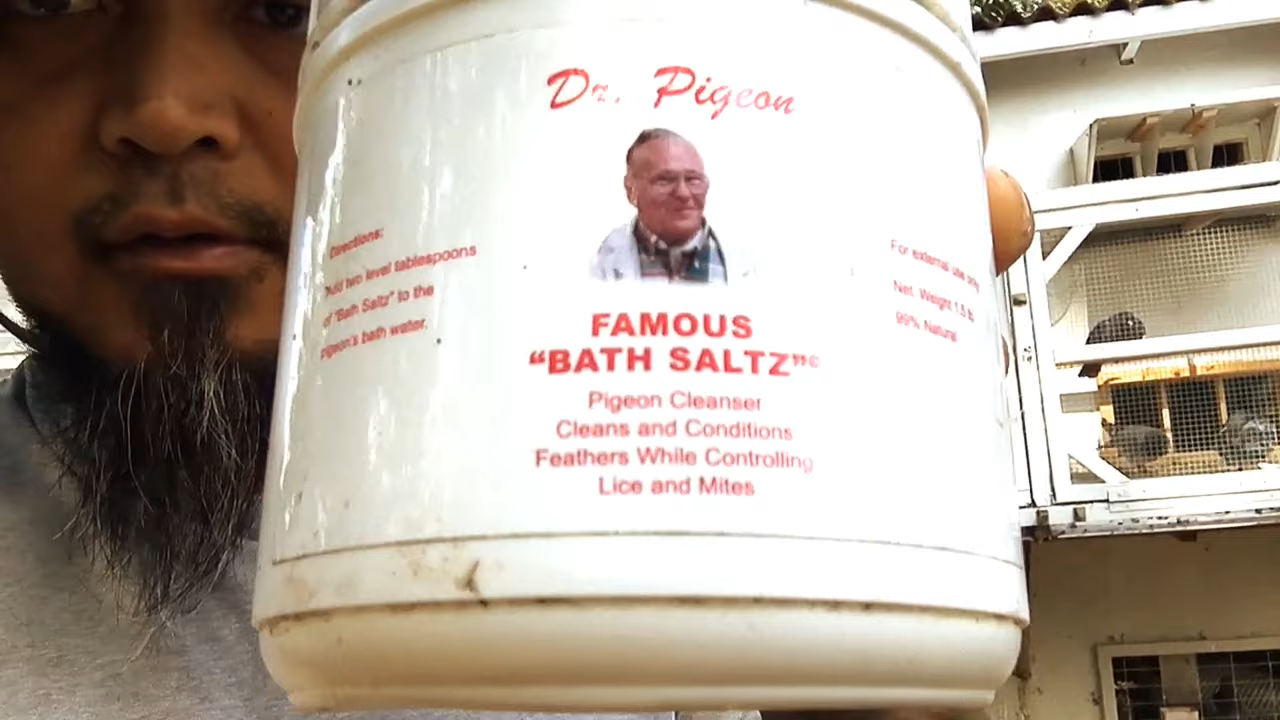 Dr. Pigeon
Directions:
Add two level tablespoons
of "Bath Saltz" to the
pigeon's bath water.
For external use only
Net. Weight 1.5 lb
99% Natural
FAMOUS
“BATH SALTZ”©
Pigeon Cleanser
Cleans and Conditions
Feathers While Controlling
Lice and Mites